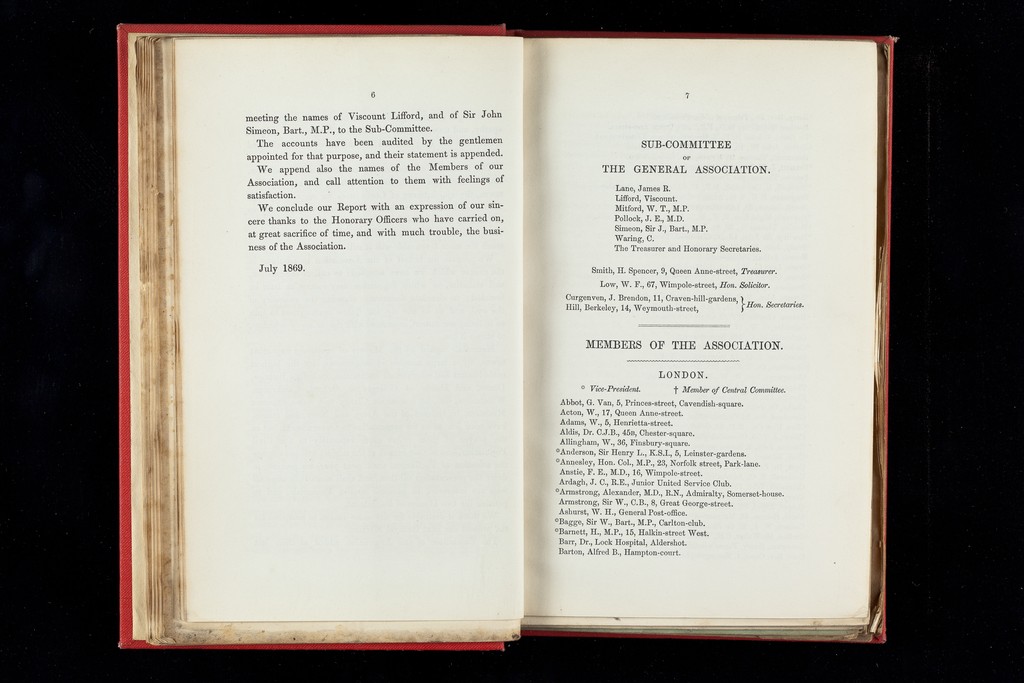 6
meeting the names of Viscount Lifford, and of Sir John
Simeon, Bart., M.P., to the Sub-Committee.
The accounts have been audited by the gentlemen
appointed for that purpose, and their statement is appended.
We append also the names of the Members of our
Association, and call attention to them with feelings of
satisfaction.
We conclude our Report with an expression of our sin-
cere thanks to the Honorary Officers who have carried on,
at great sacrifice of time, and with much trouble, the busi-
ness of the Association.
July 1869.
7
SUB-COMMITTEE
OF
THE GENERAL ASSOCIATION.
Lane, James R.
Lifford, Viscount.
Mitford, W. T., M.P.
Pollock, J. E., M.D.
Simeon, Sir J., Bart., M.P.
Waring, C.
The Treasurer and Honorary Secretaries.
Smith, H. Spencer, 9, Queen Anne-street, Treasurer.
Low, W. F., 67, Wimpole-street, Hon. Solicitor.
Curgenven, J. Brendon, 11, Craven-hill-gardens, } Hon. Secretaries.
Hill, Berkeley, 14, Weymouth-street,
MEMBERS OF THE ASSOCIATION.
LONDON.
* Vice-President. † Member of Central Committee.
Abbot, G. Van, 5, Princes-street, Cavendish-square.
Acton, W., 17, Queen Anne-street.
Adams, W., 5, Henrietta-street.
Aldis, Dr. C.J.B., 45B, Chester-square.
Allingham, W., 36, Finsbury-square.
*Anderson, Sir Henry L., K.S.I., 5, Leinster-gardens.
*Annesley, Hon. Col., M.P., 23, Norfolk street, Park-lane.
Anstie, F. E., M.D., 16, Wimpole-street.
Ardagh, J. C., R.E., Junior United Service Club.
*Armstrong, Alexander, M.D., R.N., Admiralty, Somerset-house.
Armstrong, Sir W., C.B., 8, Great George-street.
Ashurst, W. H., General Post-office.
*Bagge, Sir W., Bart., M.P., Carlton-club.
*Barnett, H., M.P., 15, Halkin-street West.
Barr, Dr., Lock Hospital, Aldershot.
Barton, Alfred B., Hampton-court.